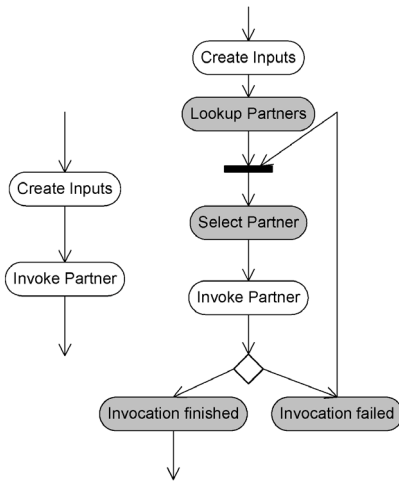 Create Inputs
Invoke Partner
Create Inputs
Lookup Partners
Select Partner
Invoke Partner
Invocation finished
Invocation failed